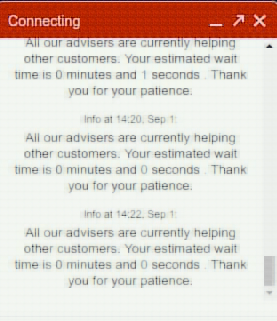 Connecting
All our advisers are currently helping
other customers. Your estimated wait
time is 0 minutes and 1 seconds . Thank
you for your patience.
Info at 14:20, Sep 1:
All our advisers are currently helping
other customers. Your estimated wait
time is 0 minutes and 0 seconds . Thank
you for your patience.
Info at 14:22, Sep 1:
All our advisers are currently helping
other customers. Your estimated wait
time is 0 minutes and 0 seconds . Thank
you for your patience.